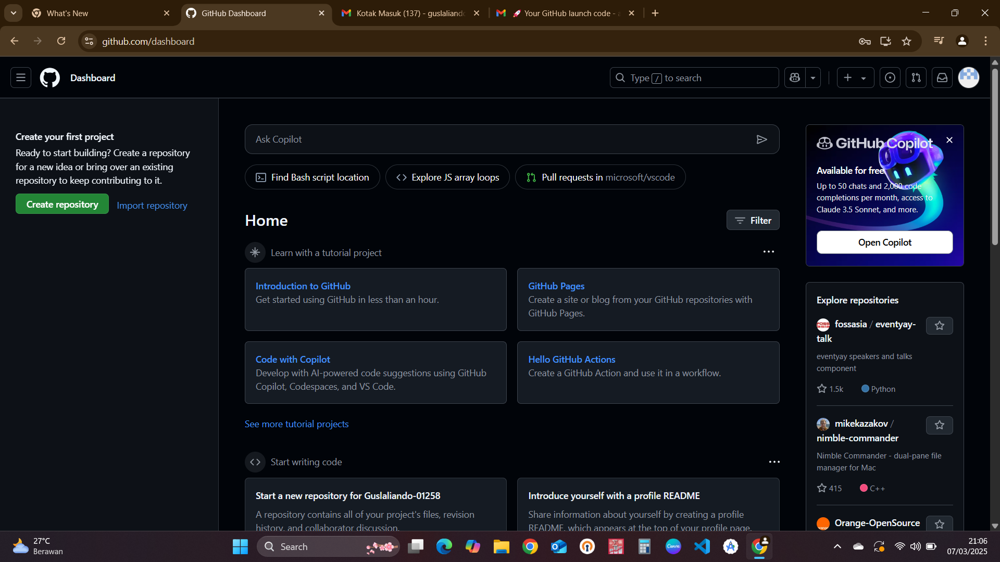 What's New
GitHub Dashboard
Kotak Masuk (137) - guslaliando
🚀 Your GitHub launch code - a
github.com/dashboard
Dashboard
Type / to search
Create your first project
Ready to start building? Create a repository
for a new idea or bring over an existing
repository to keep contributing to it.
Create repository
Import repository
Ask Copilot
Find Bash script location
Explore JS array loops
Pull requests in microsoft/vscode
Home
Filter
Learn with a tutorial project
Introduction to GitHub
Get started using GitHub in less than an hour.
GitHub Pages
Create a site or blog from your GitHub repositories with
GitHub Pages.
Code with Copilot
Develop with AI-powered code suggestions using GitHub
Copilot, Codespaces, and VS Code.
Hello GitHub Actions
Create a GitHub Action and use it in a workflow.
See more tutorial projects
Start writing code
Start a new repository for Guslaliando-01258
A repository contains all of your project's files, revision
history, and collaborator discussion.
Introduce yourself with a profile README
Share information about yourself by creating a profile
README, which appears at the top of your profile page.
GitHub Copilot
Available for free
Up to 50 chats and 2,000 code
completions per month, access to
Claude 3.5 Sonnet, and more.
Open Copilot
Explore repositories
fossasia / eventyay-
talk
eventyay speakers and talks
component
1.5k
Python
mikekazakov /
nimble-commander
Nimble Commander - dual-pane file
manager for Mac
415
C++
Orange-OpenSource
27°C
Berawan
Search
Canva
21:06
07/03/2025